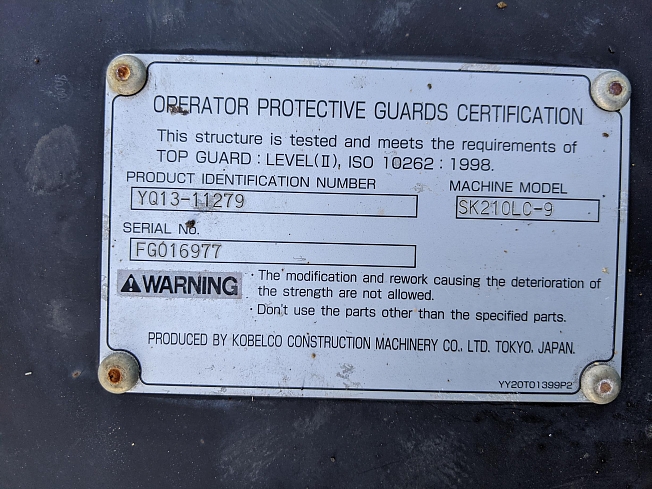 OPERATOR PROTECTIVE GUARDS CERTIFICATION
This structure is tested and meets the requirements of
TOP GUARD : LEVEL(II), ISO 10262 : 1998.
PRODUCT IDENTIFICATION NUMBER
YQ13-11279
MACHINE MODEL
SK210LC-9
SERIAL No.
FG016977
WARNING
· The modification and rework causing the deterioration of
the strength are not allowed.
· Don't use the parts other than the specified parts.
PRODUCED BY KOBELCO CONSTRUCTION MACHINERY CO., LTD. TOKYO, JAPAN.
YY20T01399P2